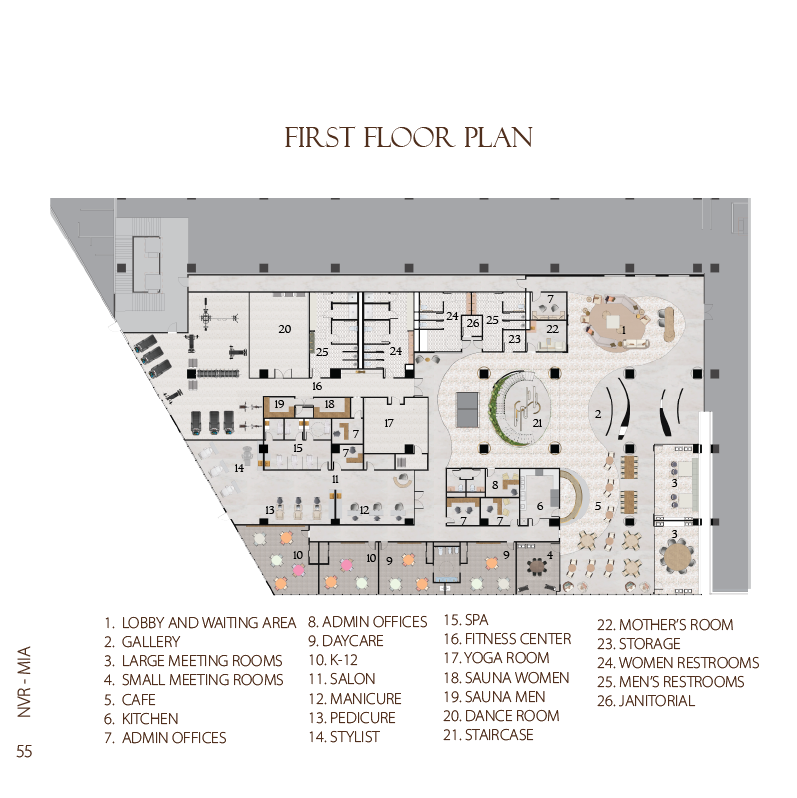 FIRST FLOOR PLAN
7
1
20
24
26
25
22
23
25
24
16
19
18
17
2
21
7
15
7
14
11
3
8
6
5
13
12
7
7
3
10
10
9
9
4
1. LOBBY AND WAITING AREA
2. GALLERY
3. LARGE MEETING ROOMS
4. SMALL MEETING ROOMS
5. CAFE
6. KITCHEN
7. ADMIN OFFICES
8. ADMIN OFFICES
9. DAYCARE
10. K-12
11. SALON
12. MANICURE
13. PEDICURE
14. STYLIST
15. SPA
16. FITNESS CENTER
17. YOGA ROOM
18. SAUNA WOMEN
19. SAUNA MEN
20. DANCE ROOM
21. STAIRCASE
22. MOTHER'S ROOM
23. STORAGE
24. WOMEN RESTROOMS
25. MEN'S RESTROOMS
26. JANITORIAL
NVR - MIA
55